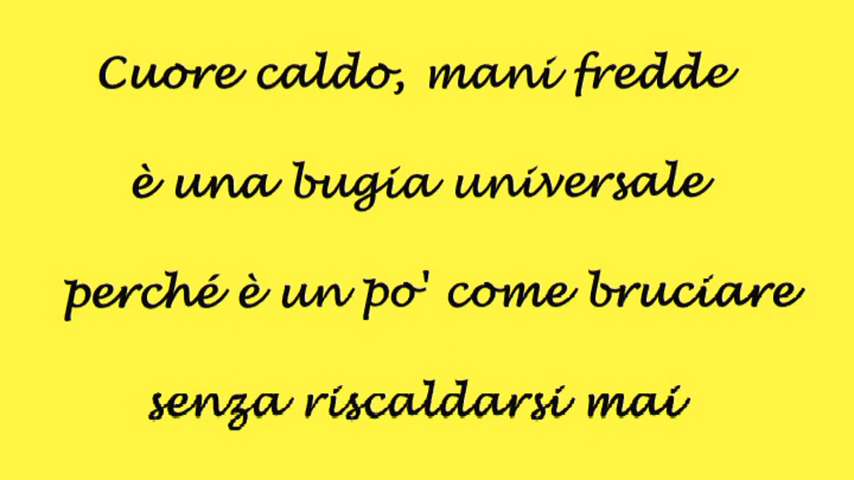 Cuore caldo, mani fredde
è una bugia universale
perché è un po' come bruciare
senza riscaldarsi mai